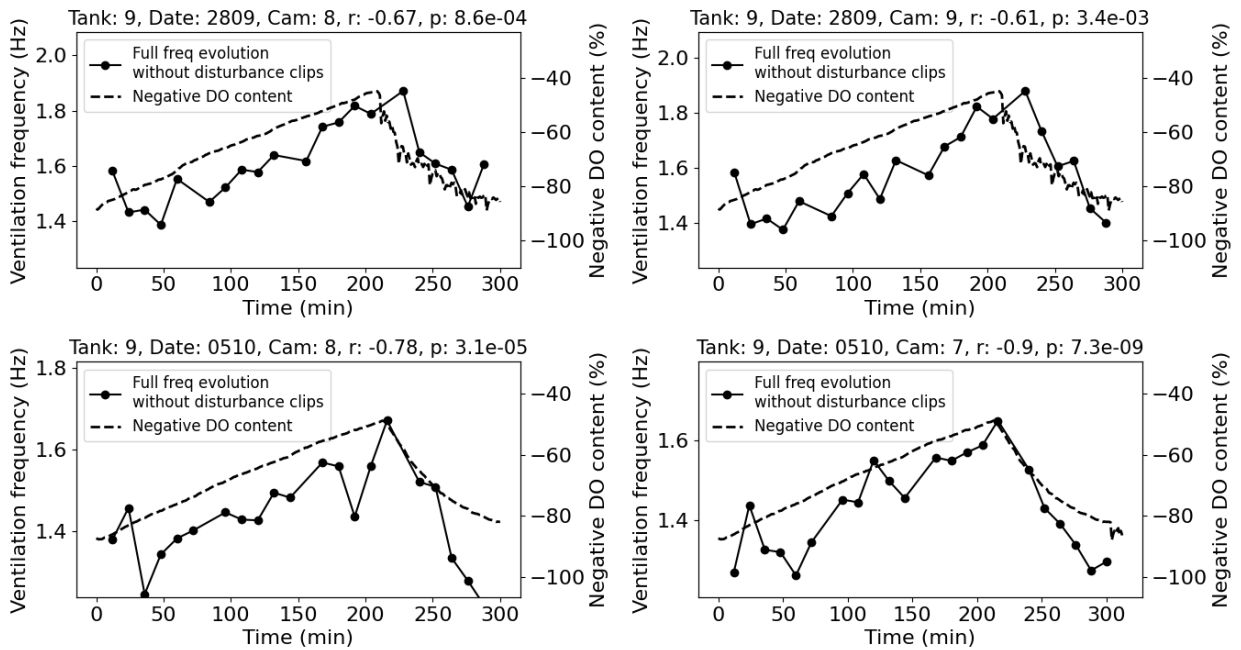 Tank: 9, Date: 2809, Cam: 8, r: -0.67, p: 8.6e-04
Ventilation frequency (Hz)
2.0
1.8
1.6
1.4
Full freq evolution
without disturbance clips
Negative DO content
−40
−60
−80
−100
Negative DO content (%)
0 50 100 150 200 250 300
Time (min)
Tank: 9, Date: 2809, Cam: 9, r: -0.61, p: 3.4e-03
Ventilation frequency (Hz)
2.0
1.8
1.6
1.4
Full freq evolution
without disturbance clips
Negative DO content
−40
−60
−80
−100
Negative DO content (%)
0 50 100 150 200 250 300
Time (min)
Tank: 9, Date: 0510, Cam: 8, r: -0.78, p: 3.1e-05
Ventilation frequency (Hz)
1.8
1.6
1.4
Full freq evolution
without disturbance clips
Negative DO content
−40
−60
−80
−100
Negative DO content (%)
0 50 100 150 200 250 300
Time (min)
Tank: 9, Date: 0510, Cam: 7, r: -0.9, p: 7.3e-09
Ventilation frequency (Hz)
1.6
1.4
Full freq evolution
without disturbance clips
Negative DO content
−40
−60
−80
−100
Negative DO content (%)
0 50 100 150 200 250 300
Time (min)